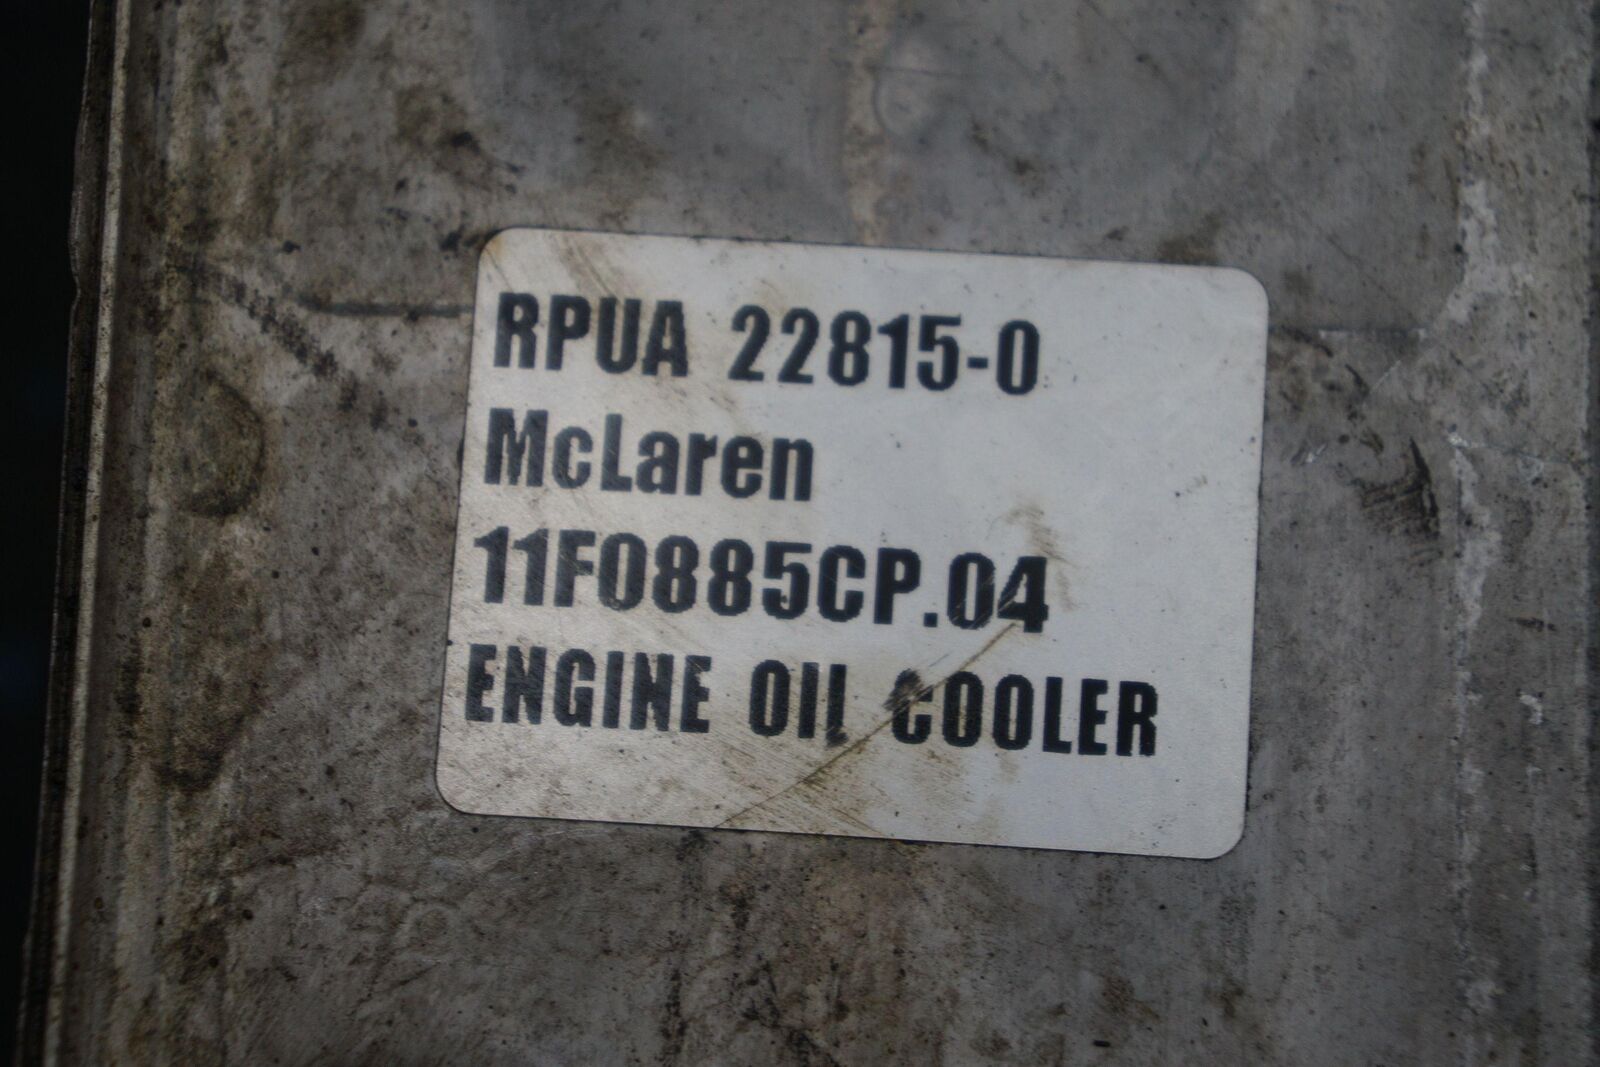 RPUA 22815-0
McLaren
11F0885CP.04
ENGINE OIL COOLER